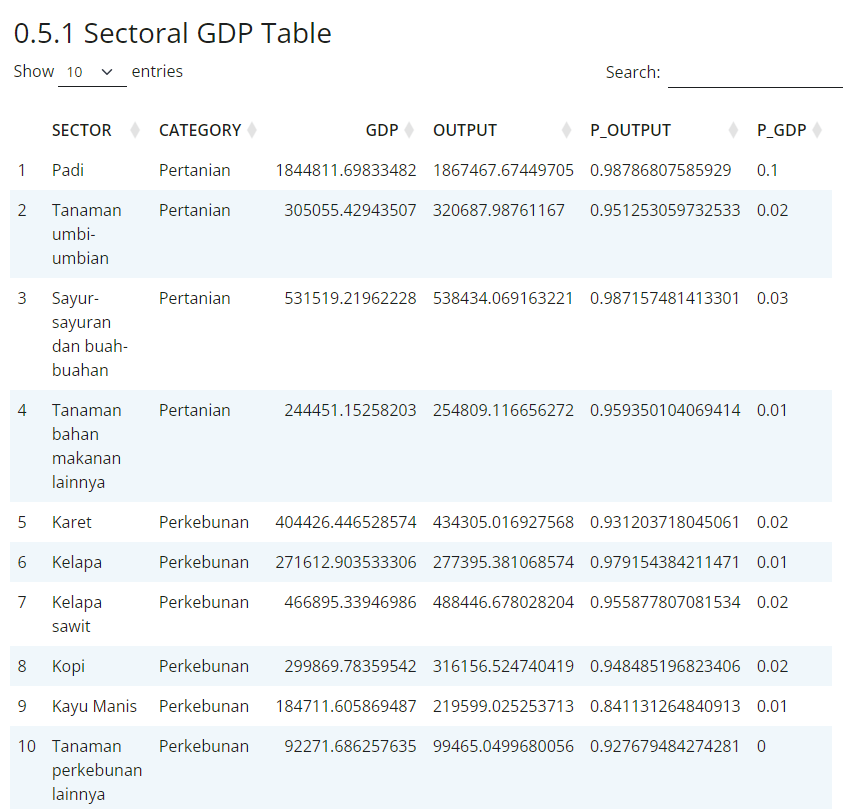 0.5.1 Sectoral GDP Table
Show 10 entries
Search:
SECTOR CATEGORY GDP OUTPUT P_OUTPUT P_GDP
1 Padi Pertanian 1844811.69833482 1867467.67449705 0.98786807585929 0.1
2 Tanaman Pertanian 305055.42943507 320687.98761167 0.951253059732533 0.02
umbi-
umbian
3 Sayur- Pertanian 531519.21962228 538434.069163221 0.987157481413301 0.03
sayuran
dan buah-
buahan
4 Tanaman Pertanian 244451.15258203 254809.116656272 0.959350104069414 0.01
bahan
makanan
lainnya
5 Karet Perkebunan 404426.446528574 434305.016927568 0.931203718045061 0.02
6 Kelapa Perkebunan 271612.903533306 277395.381068574 0.979154384211471 0.01
7 Kelapa Perkebunan 466895.33946986 488446.678028204 0.955877807081534 0.02
sawit
8 Kopi Perkebunan 299869.78359542 316156.524740419 0.948485196823406 0.02
9 Kayu Manis Perkebunan 184711.605869487 219599.025253713 0.841131264840913 0.01
10 Tanaman Perkebunan 92271.686257635 99465.0499680056 0.927679484274281 0
perkebunan
lainnya